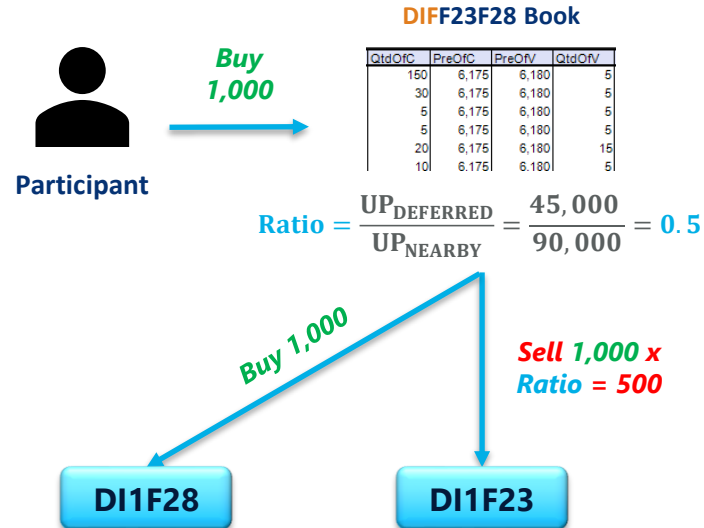 DIFF23F28 Book
Buy
1,000
QtdOfC PreOfC PreOfV QtdOfV
150 6,175 6,180 5
30 6,175 6,180 5
5 6,175 6,180 5
5 6,175 6,180 5
20 6,175 6,180 15
10 6.175 6.180 5
Participant
Ratio = UP_DEFERRED / UP_NEARBY = 45,000 / 90,000 = 0.5
Buy 1,000
Sell 1,000 x
Ratio = 500
DI1F28
DI1F23